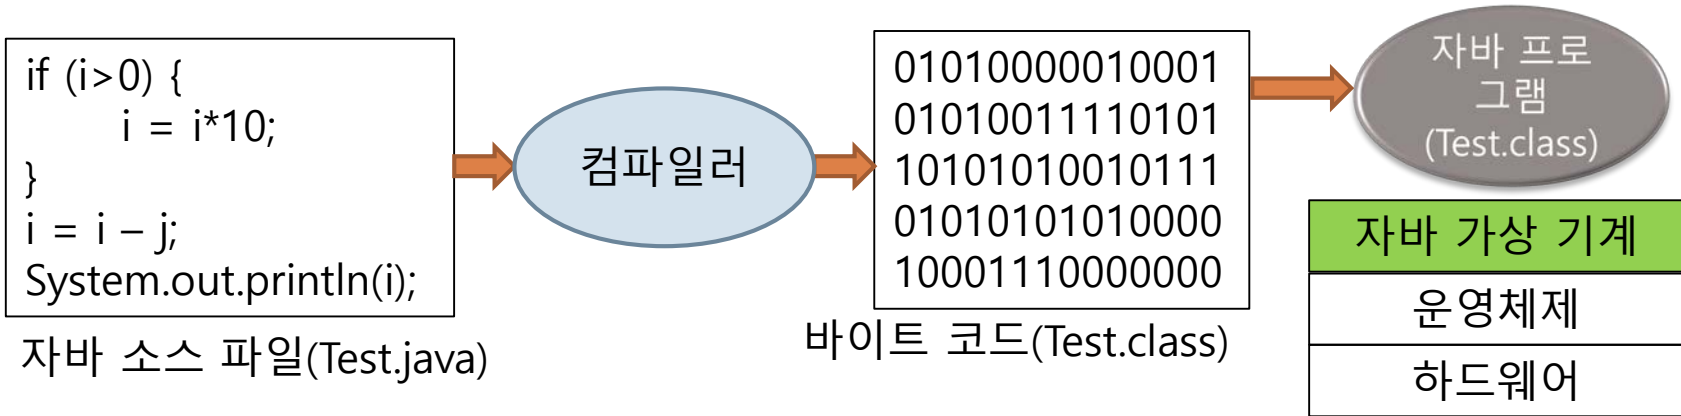 if (i>0) {
i = i*10;
}
i = i – j;
System.out.println(i);
자바 소스 파일(Test.java)
컴파일러
01010000010001
01010011110101
10101010010111
01010101010000
10001110000000
바이트 코드(Test.class)
자바 프로
그램
(Test.class)
자바 가상 기계
운영체제
하드웨어